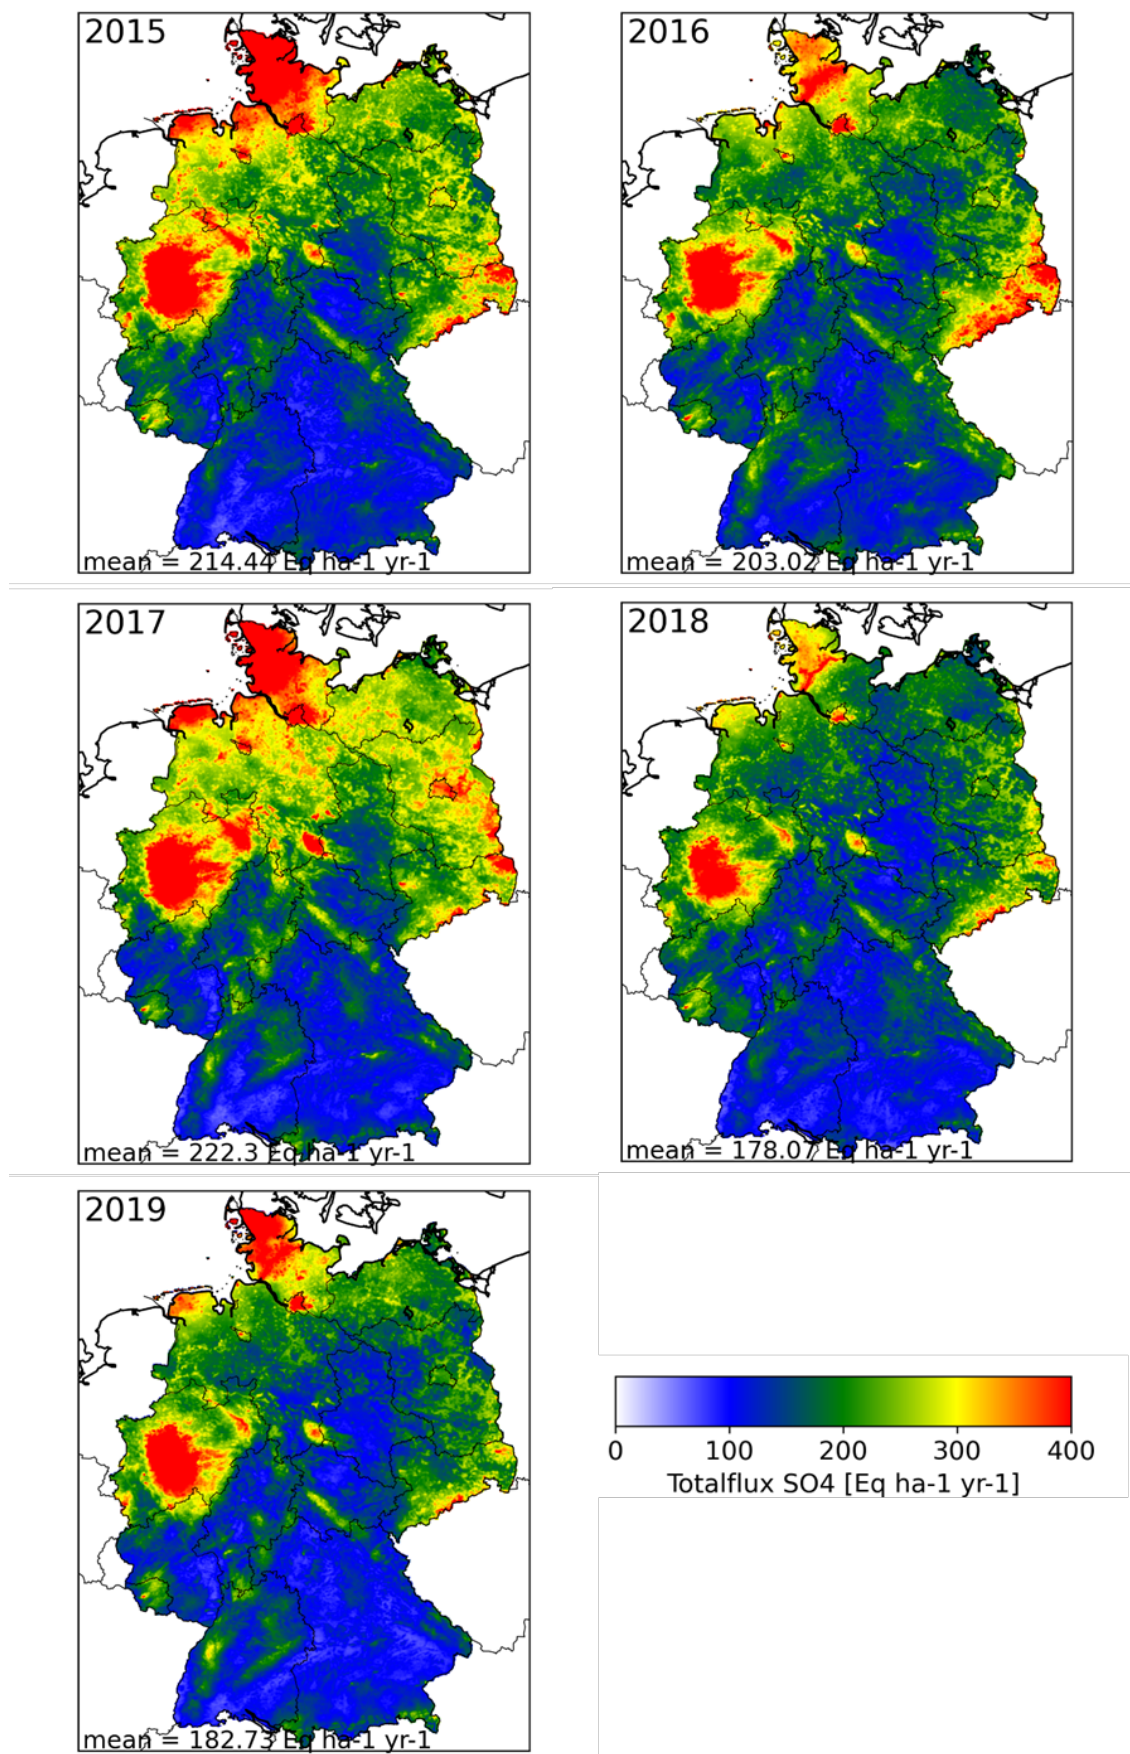 2015
mean = 214.44 Eq ha-1 yr-1
2016
mean = 203.02 Eq ha-1 yr-1
2017
mean = 222.3 Eq ha-1 yr-1
2018
mean = 178.07 Eq ha-1 yr-1
2019
mean = 182.73 Eq ha-1 yr-1
0 100 200 300 400
Totalflux SO4 [Eq ha-1 yr-1]